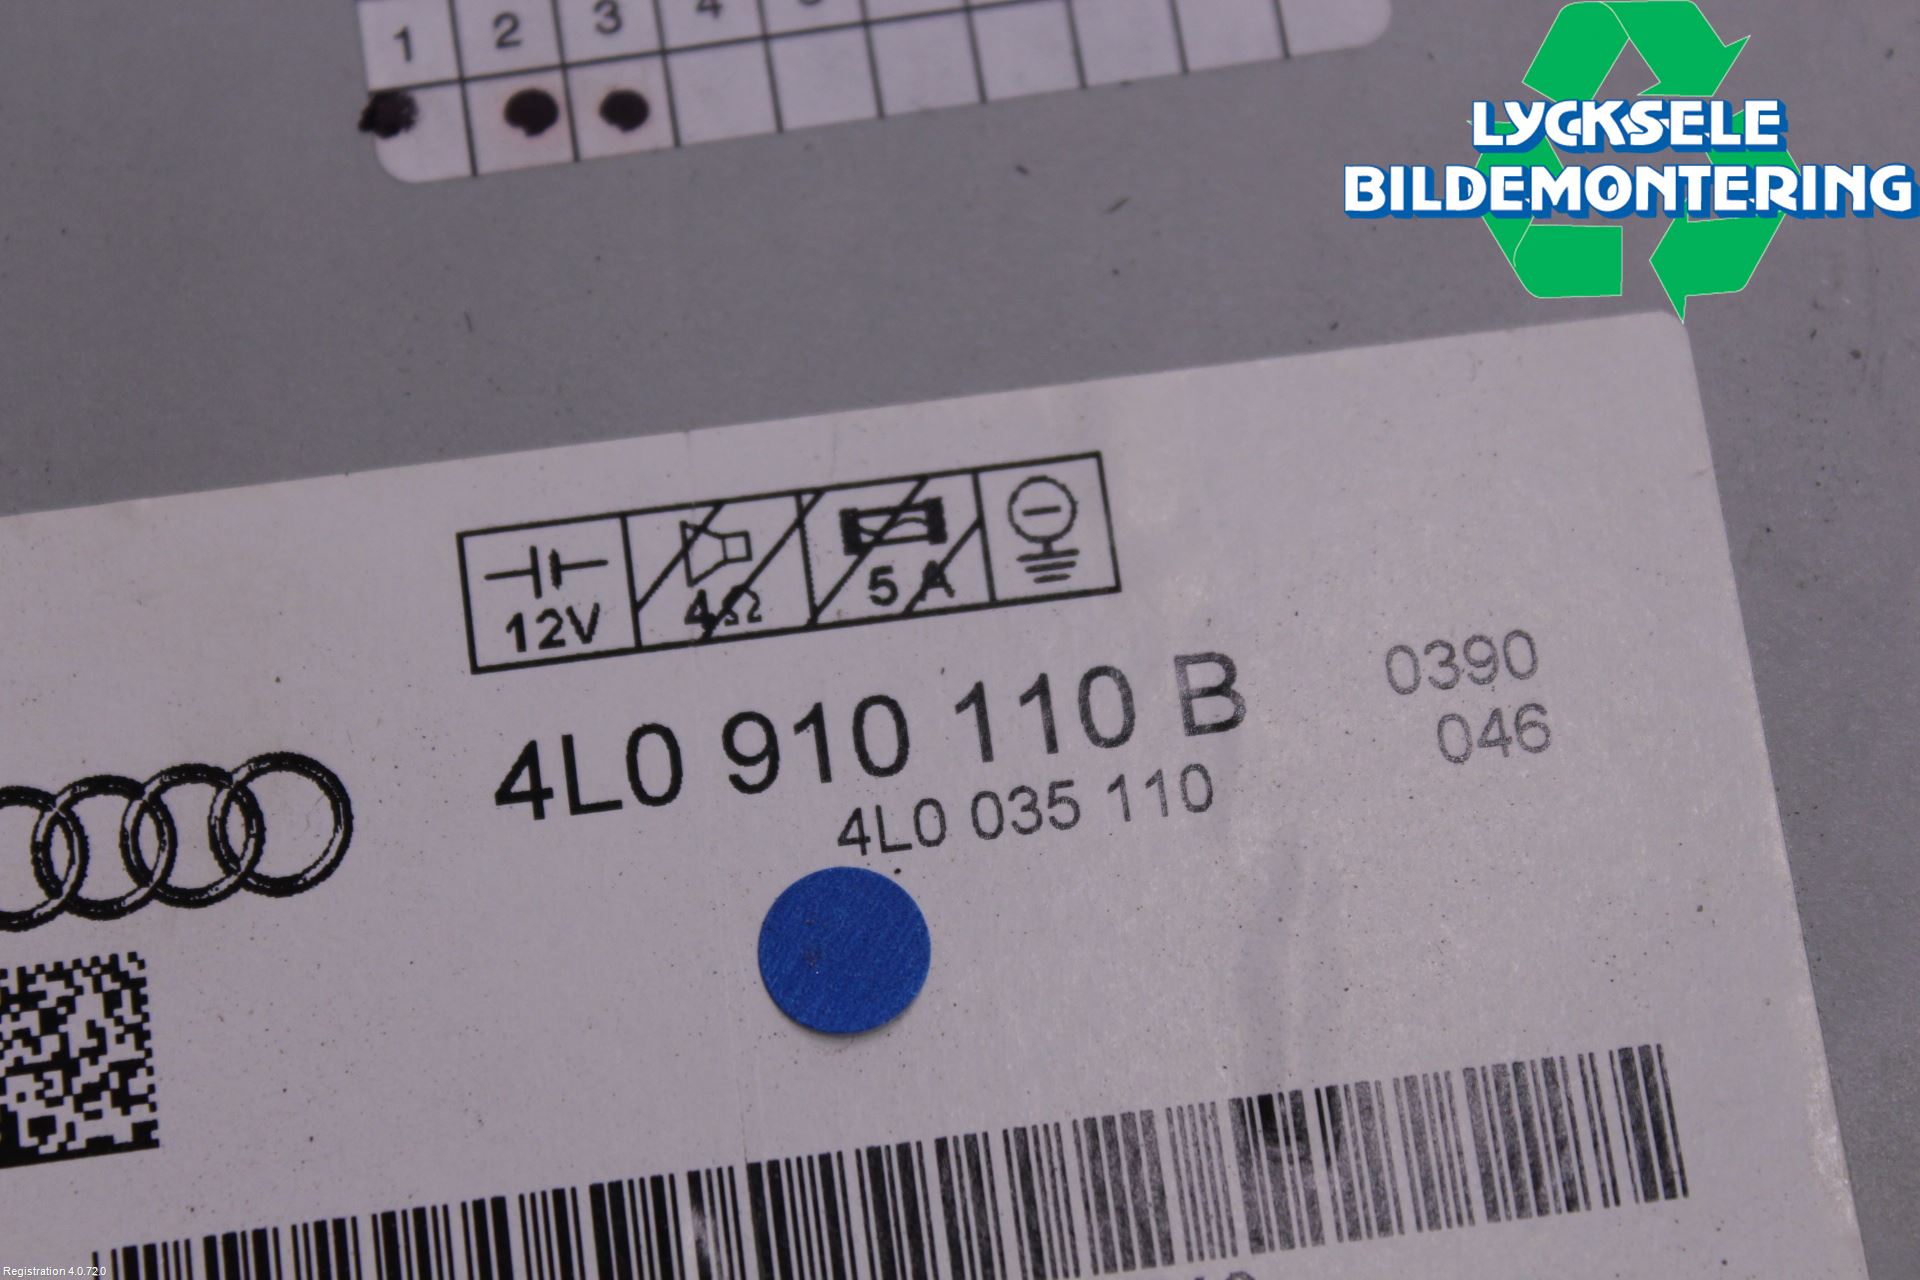 1 2 3 4
LYCKSELE
BILDEMONTERING
12V 4Ω 5 A
4L0 910 110 B 0390
4L0 035 110 046
Registration 4.0.72.0